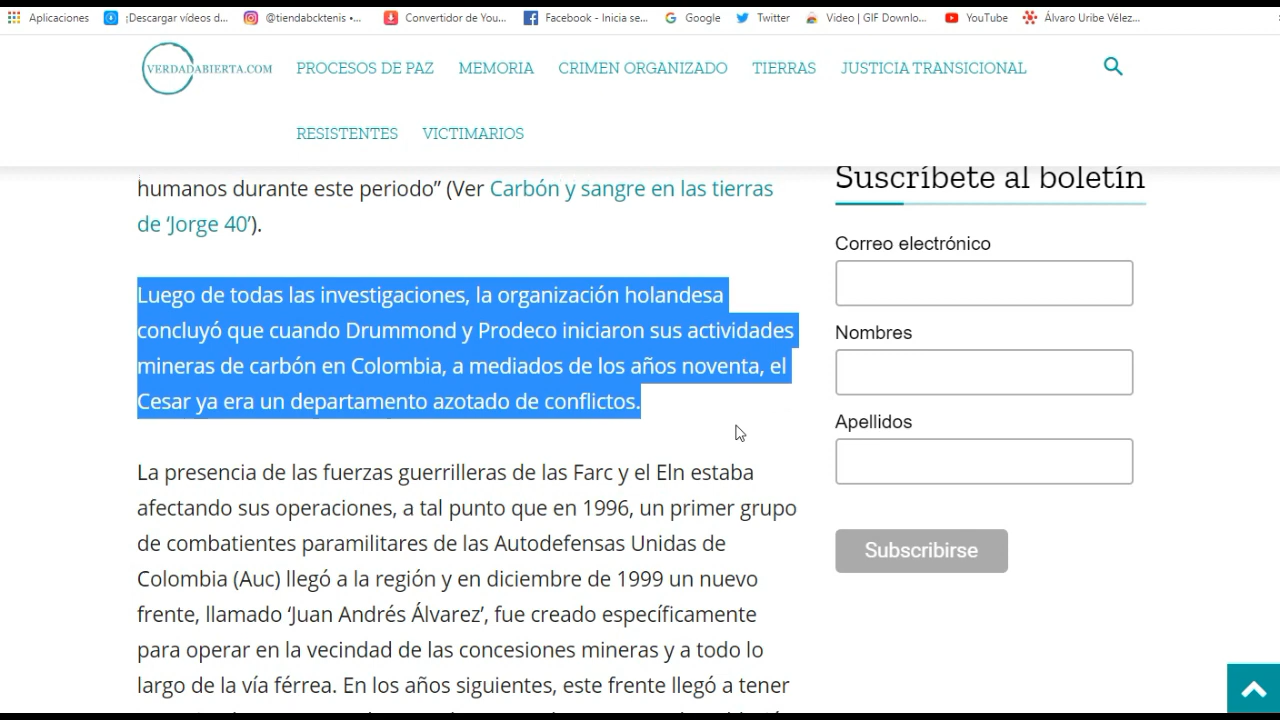 Aplicaciones
¡Descargar vídeos d...
@tiendabcktenis •...
Convertidor de You...
Facebook - Inicia se...
Google
Twitter
Video | GIF Downlo...
YouTube
Álvaro Uribe Vélez...
VERDADABIERTA.COM
PROCESOS DE PAZ
MEMORIA
CRIMEN ORGANIZADO
TIERRAS
JUSTICIA TRANSICIONAL
RESISTENTES
VICTIMARIOS
humanos durante este periodo” (Ver Carbón y sangre en las tierras
de ‘Jorge 40’).
Luego de todas las investigaciones, la organización holandesa
concluyó que cuando Drummond y Prodeco iniciaron sus actividades
mineras de carbón en Colombia, a mediados de los años noventa, el
Cesar ya era un departamento azotado de conflictos.
La presencia de las fuerzas guerrilleras de las Farc y el Eln estaba
afectando sus operaciones, a tal punto que en 1996, un primer grupo
de combatientes paramilitares de las Autodefensas Unidas de
Colombia (Auc) llegó a la región y en diciembre de 1999 un nuevo
frente, llamado ‘Juan Andrés Álvarez’, fue creado específicamente
para operar en la vecindad de las concesiones mineras y a todo lo
largo de la vía férrea. En los años siguientes, este frente llegó a tener
Suscríbete al boletín
Correo electrónico
Nombres
Apellidos
Subscribirse